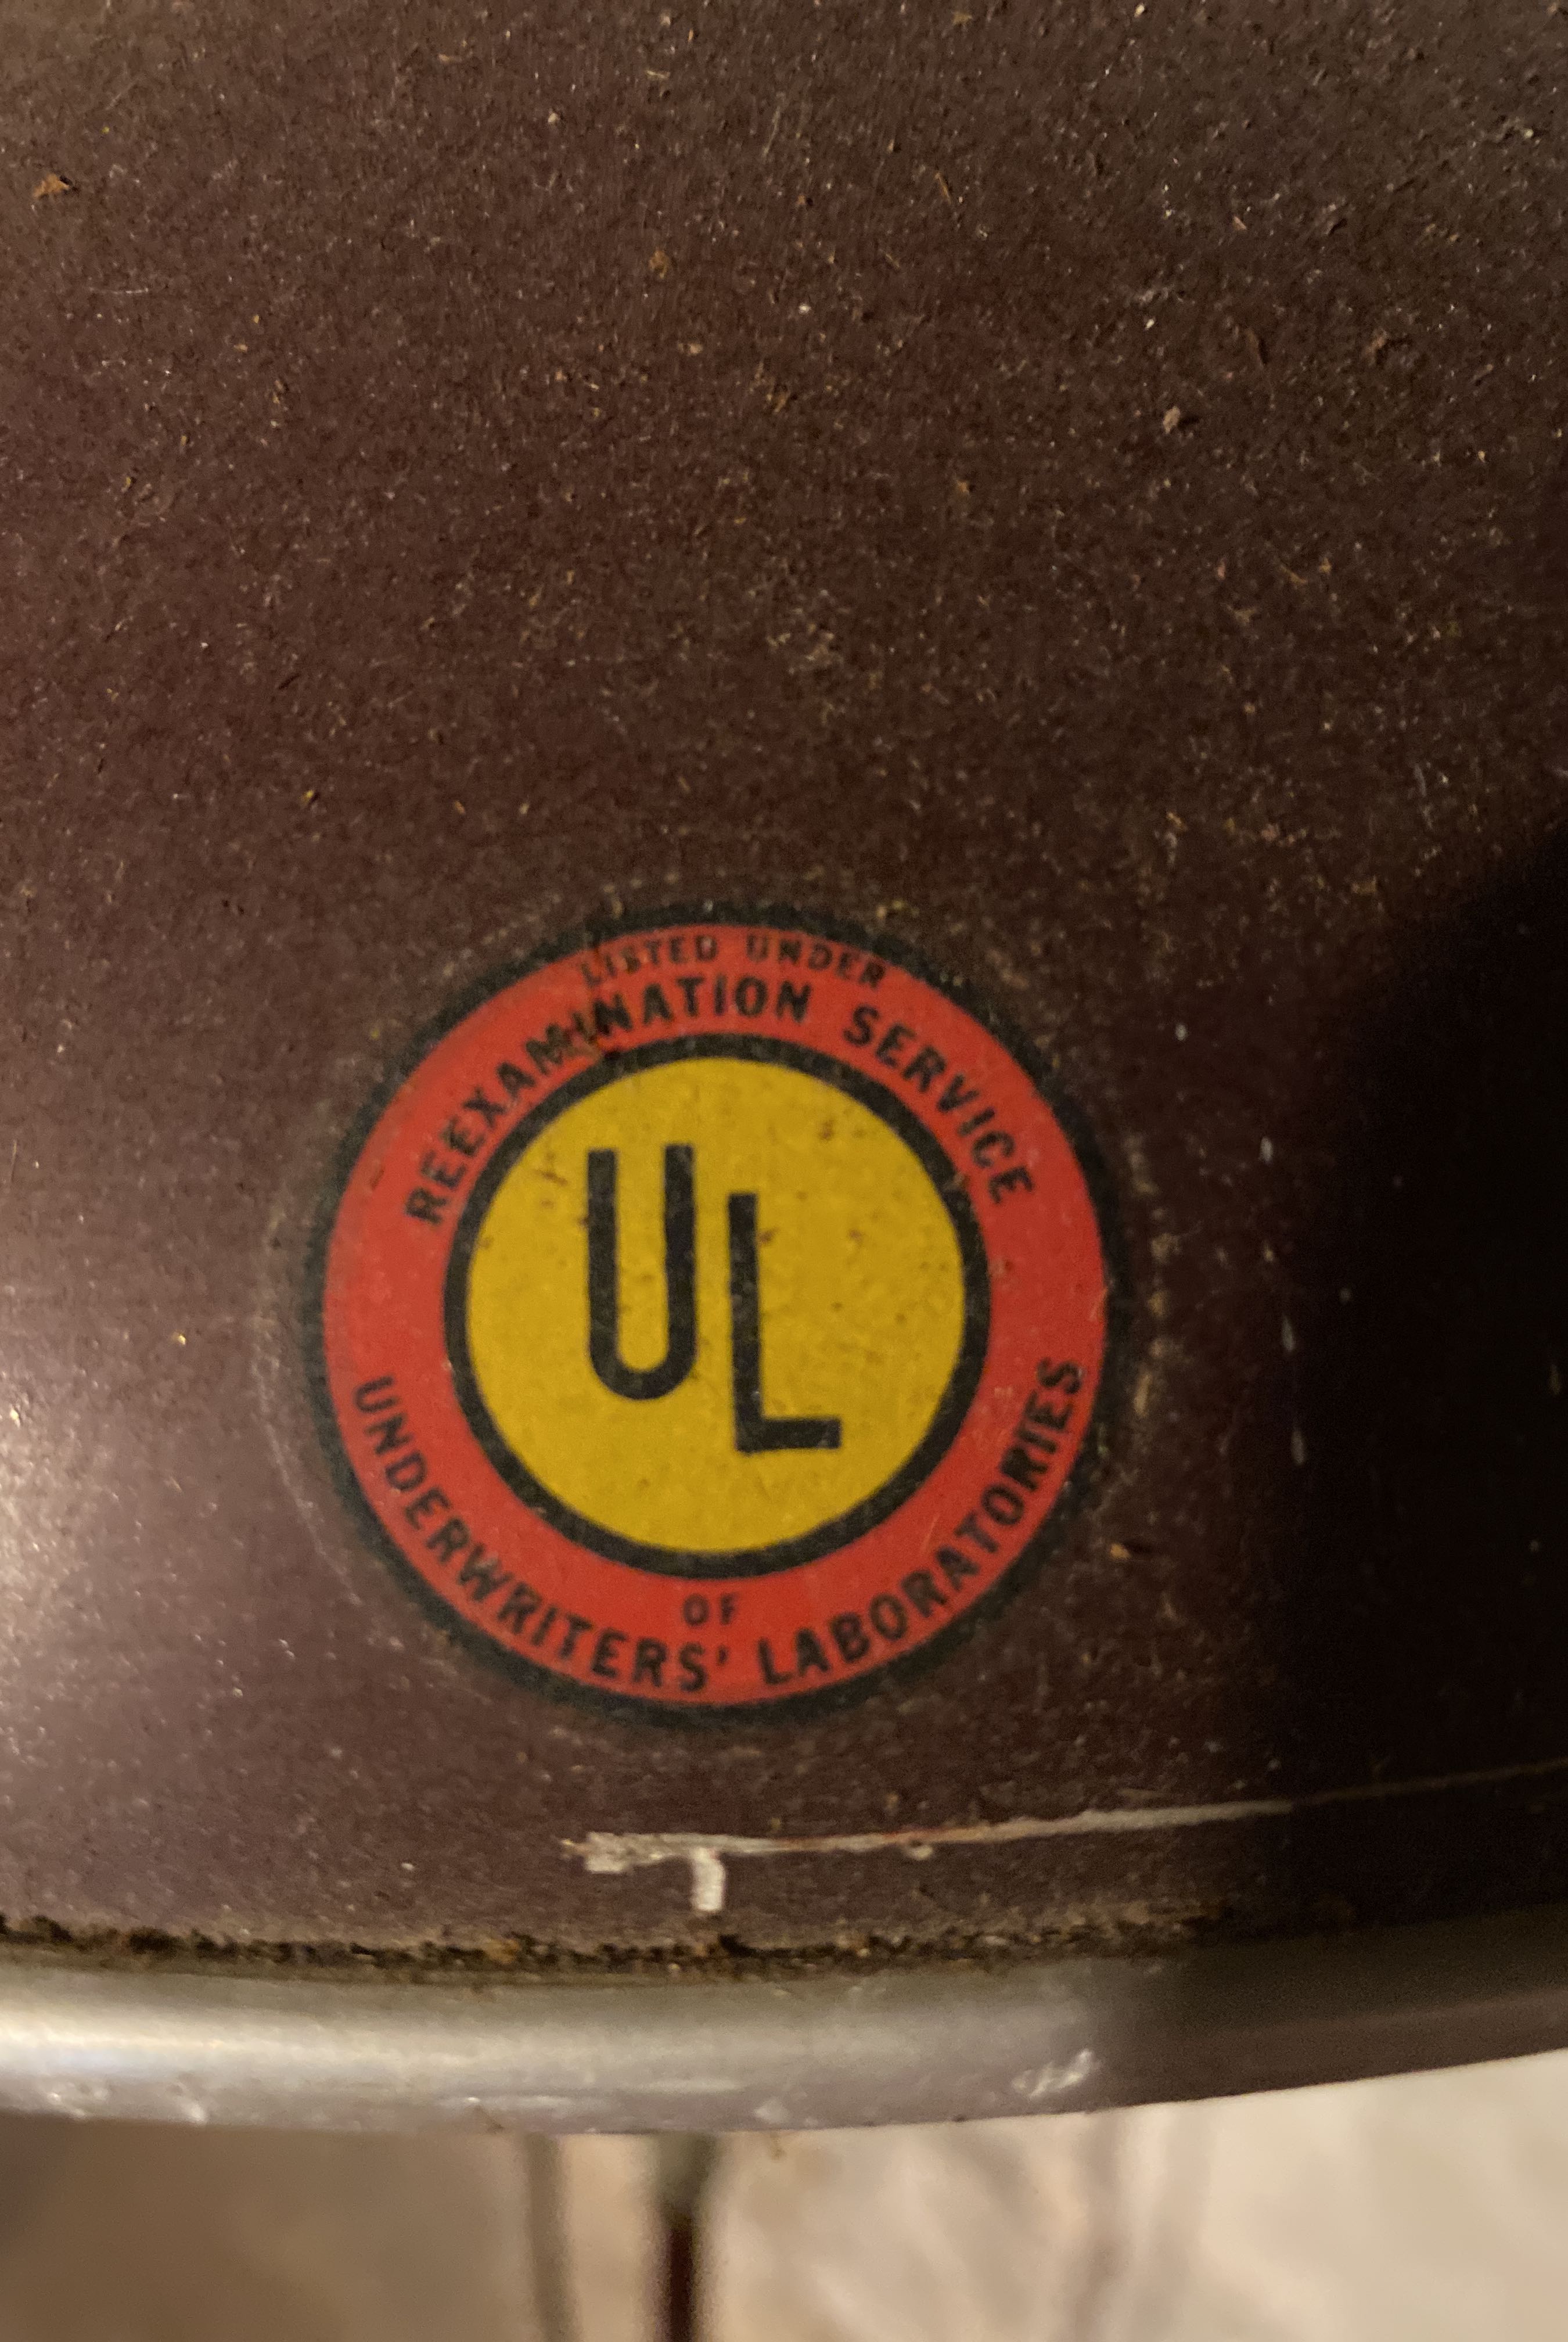 LISTED UNDER
REEXAMINATION SERVICE
UL
OF
UNDERWRITERS' LABORATORIES